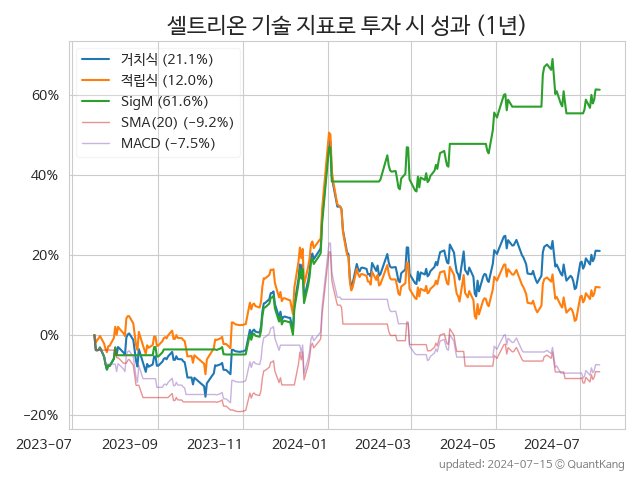 셀트리온 기술 지표로 투자 시 성과 (1년)
거치식 (21.1%)
적립식 (12.0%)
SigM (61.6%)
SMA(20) (−9.2%)
MACD (−7.5%)
60%
40%
20%
0%
−20%
2023-07 2023-09 2023-11 2024-01 2024-03 2024-05 2024-07
updated: 2024-07-15 © QuantKang